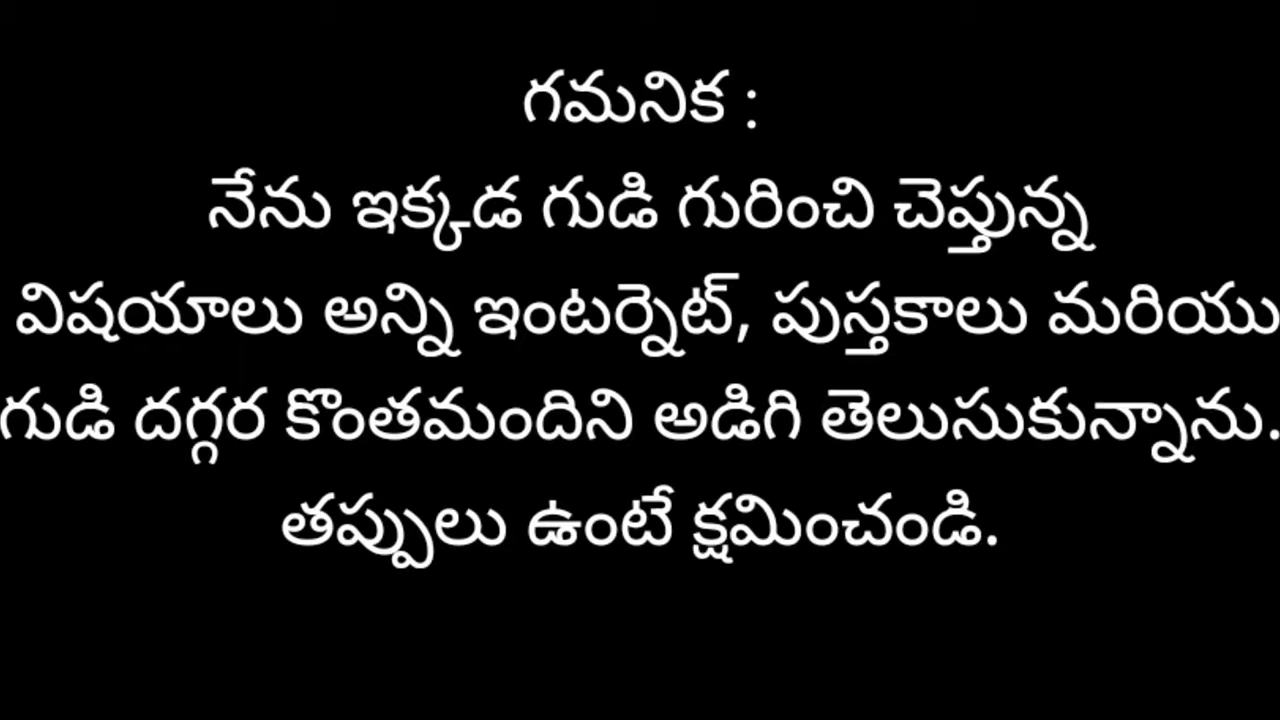 గమనిక :
నేను ఇక్కడ గుడి గురించి చెప్తున్న
విషయాలు అన్ని ఇంటర్నెట్, పుస్తకాలు మరియు
గుడి దగ్గర కొంతమందిని అడిగి తెలుసుకున్నాను.
తప్పులు ఉంటే క్షమించండి.